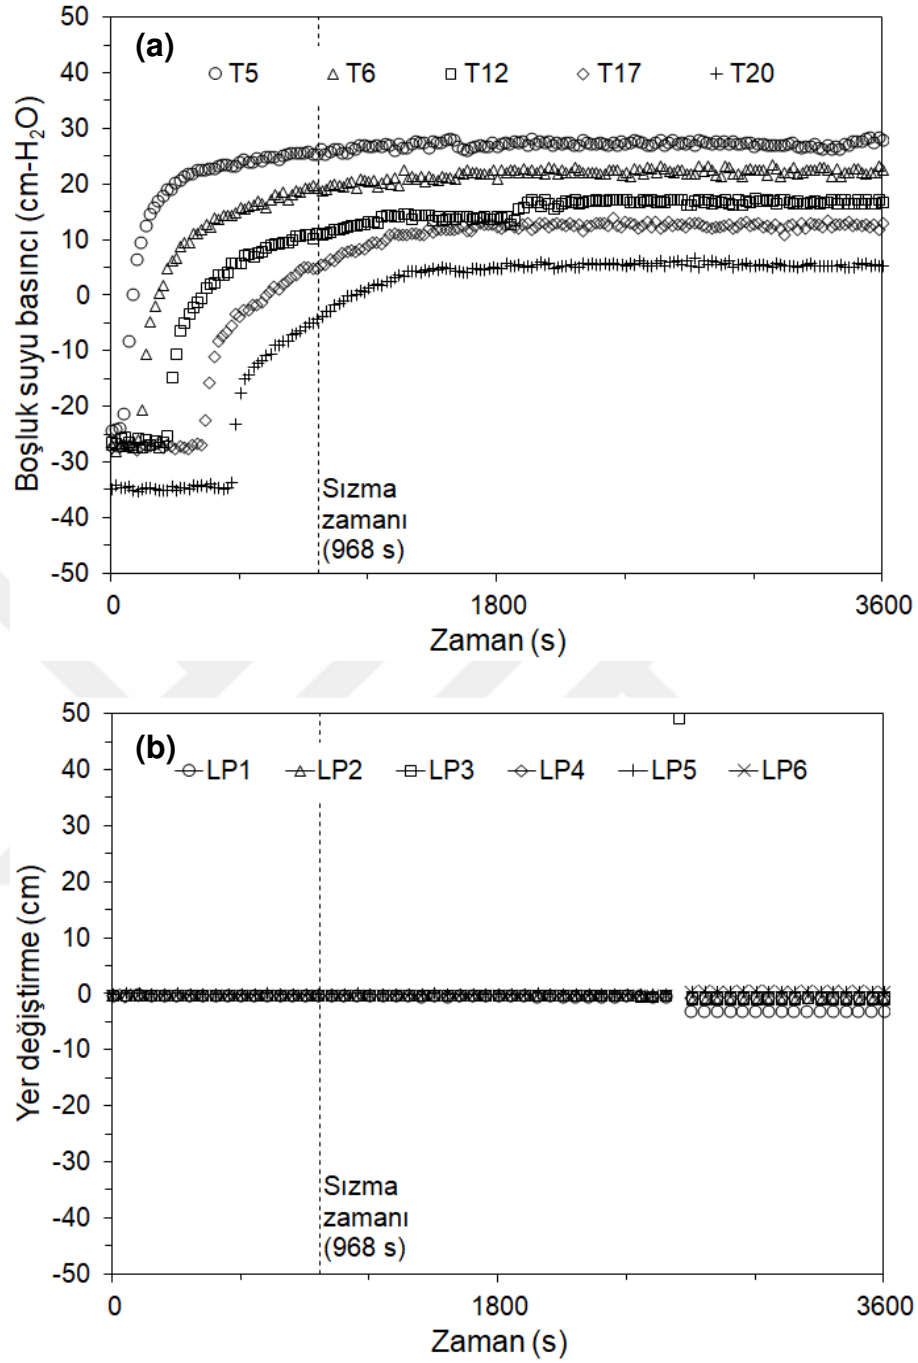 (a)
T5 T6 T12 T17 T20
50
40
30
20
10
0
-10
-20
-30
-40
-50
Boşluk suyu basıncı (cm-H₂O)
Sızma
zamanı
(968 s)
0 1800 3600
Zaman (s)
(b)
LP1 LP2 LP3 LP4 LP5 LP6
50
40
30
20
10
0
-10
-20
-30
-40
-50
Yer değiştirme (cm)
Sızma
zamanı
(968 s)
0 1800 3600
Zaman (s)